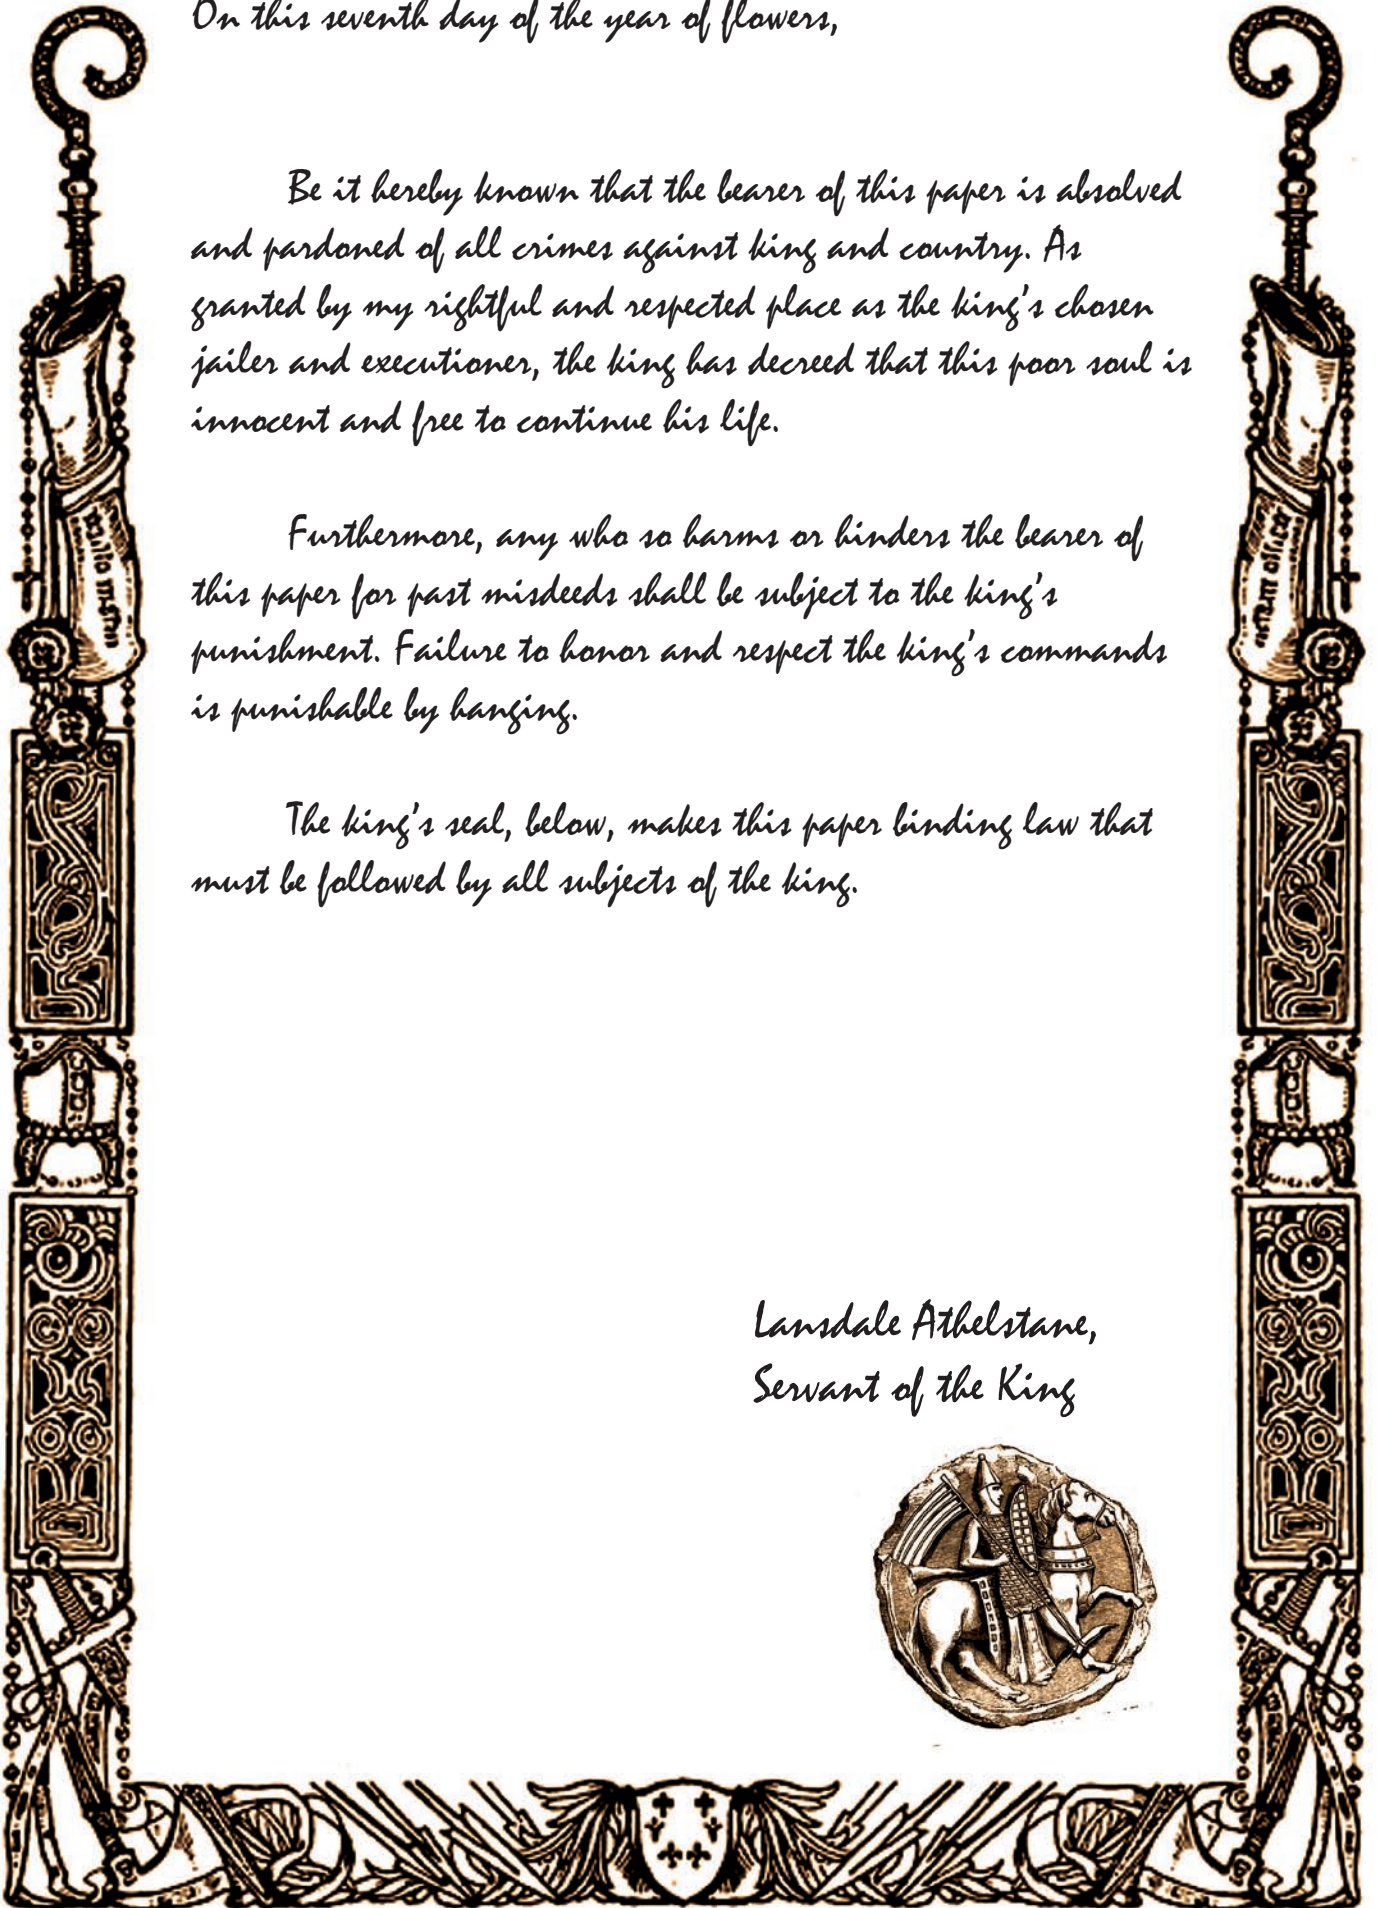 On this seventh day of the year of flowers,
Be it hereby known that the bearer of this paper is absolved
and pardoned of all crimes against king and country. As
granted by my rightful and respected place as the king's chosen
jailer and executioner, the king has decreed that this poor soul is
innocent and free to continue his life.
Furthermore, any who so harms or hinders the bearer of
this paper for past misdeeds shall be subject to the king's
punishment. Failure to honor and respect the king's commands
is punishable by hanging.
The king's seal, below, makes this paper binding law that
must be followed by all subjects of the king.
Lansdale Athelstane,
Servant of the King